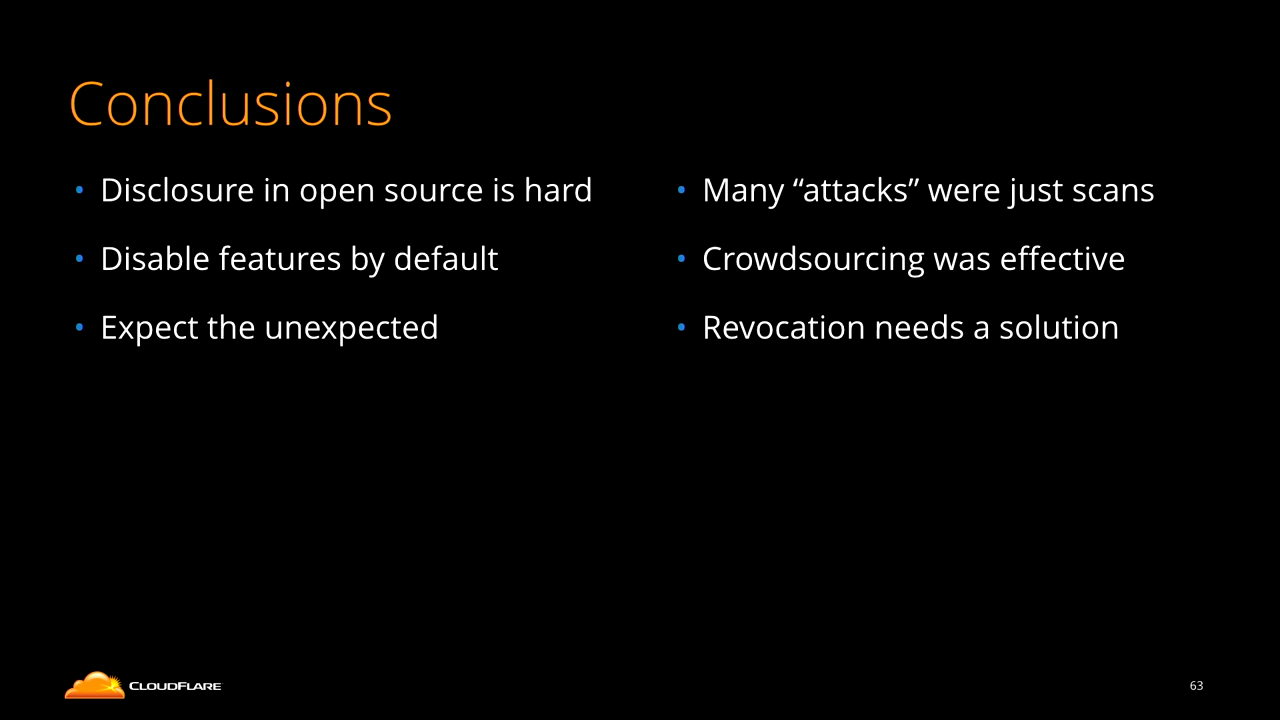 Conclusions
• Disclosure in open source is hard
• Disable features by default
• Expect the unexpected
• Many “attacks” were just scans
• Crowdsourcing was effective
• Revocation needs a solution
CLOUDFLARE
63